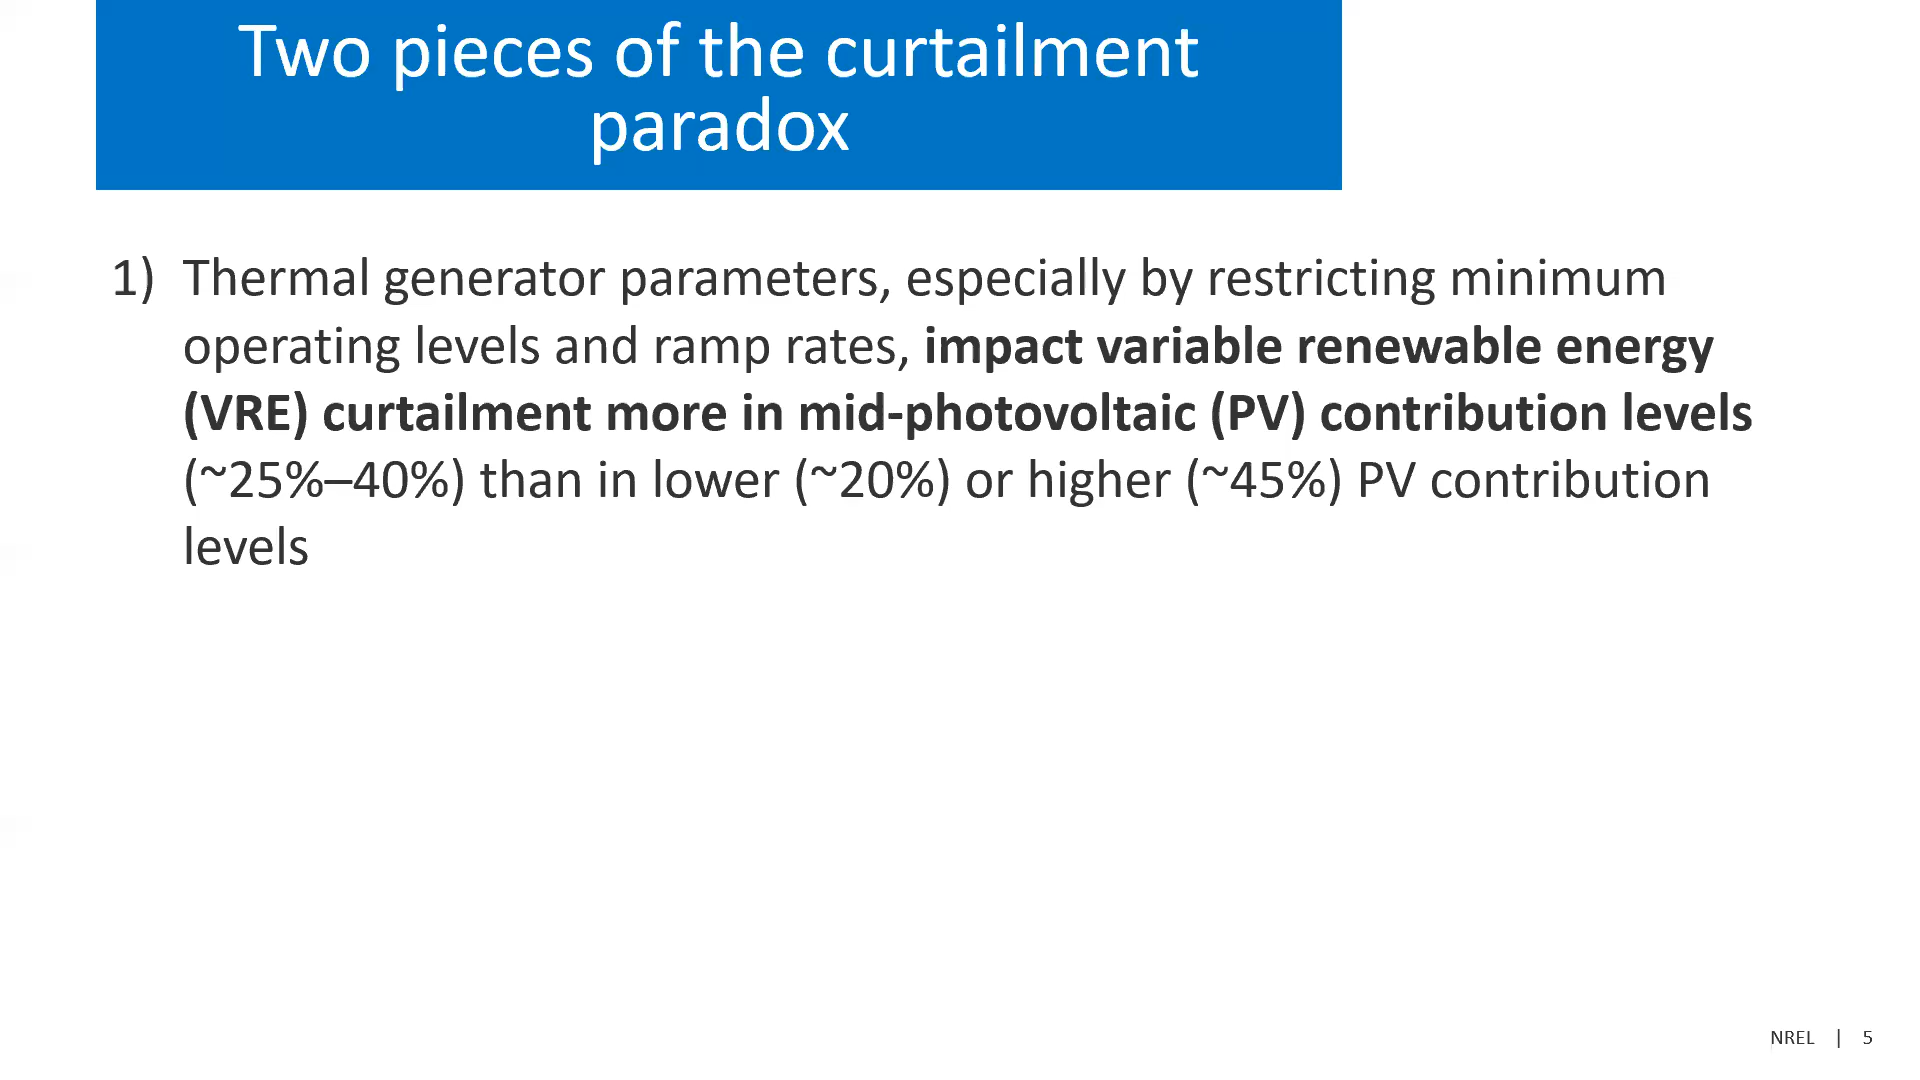 Two pieces of the curtailment
paradox
1) Thermal generator parameters, especially by restricting minimum
operating levels and ramp rates, impact variable renewable energy
(VRE) curtailment more in mid-photovoltaic (PV) contribution levels
(~25%–40%) than in lower (~20%) or higher (~45%) PV contribution
levels
NREL | 5